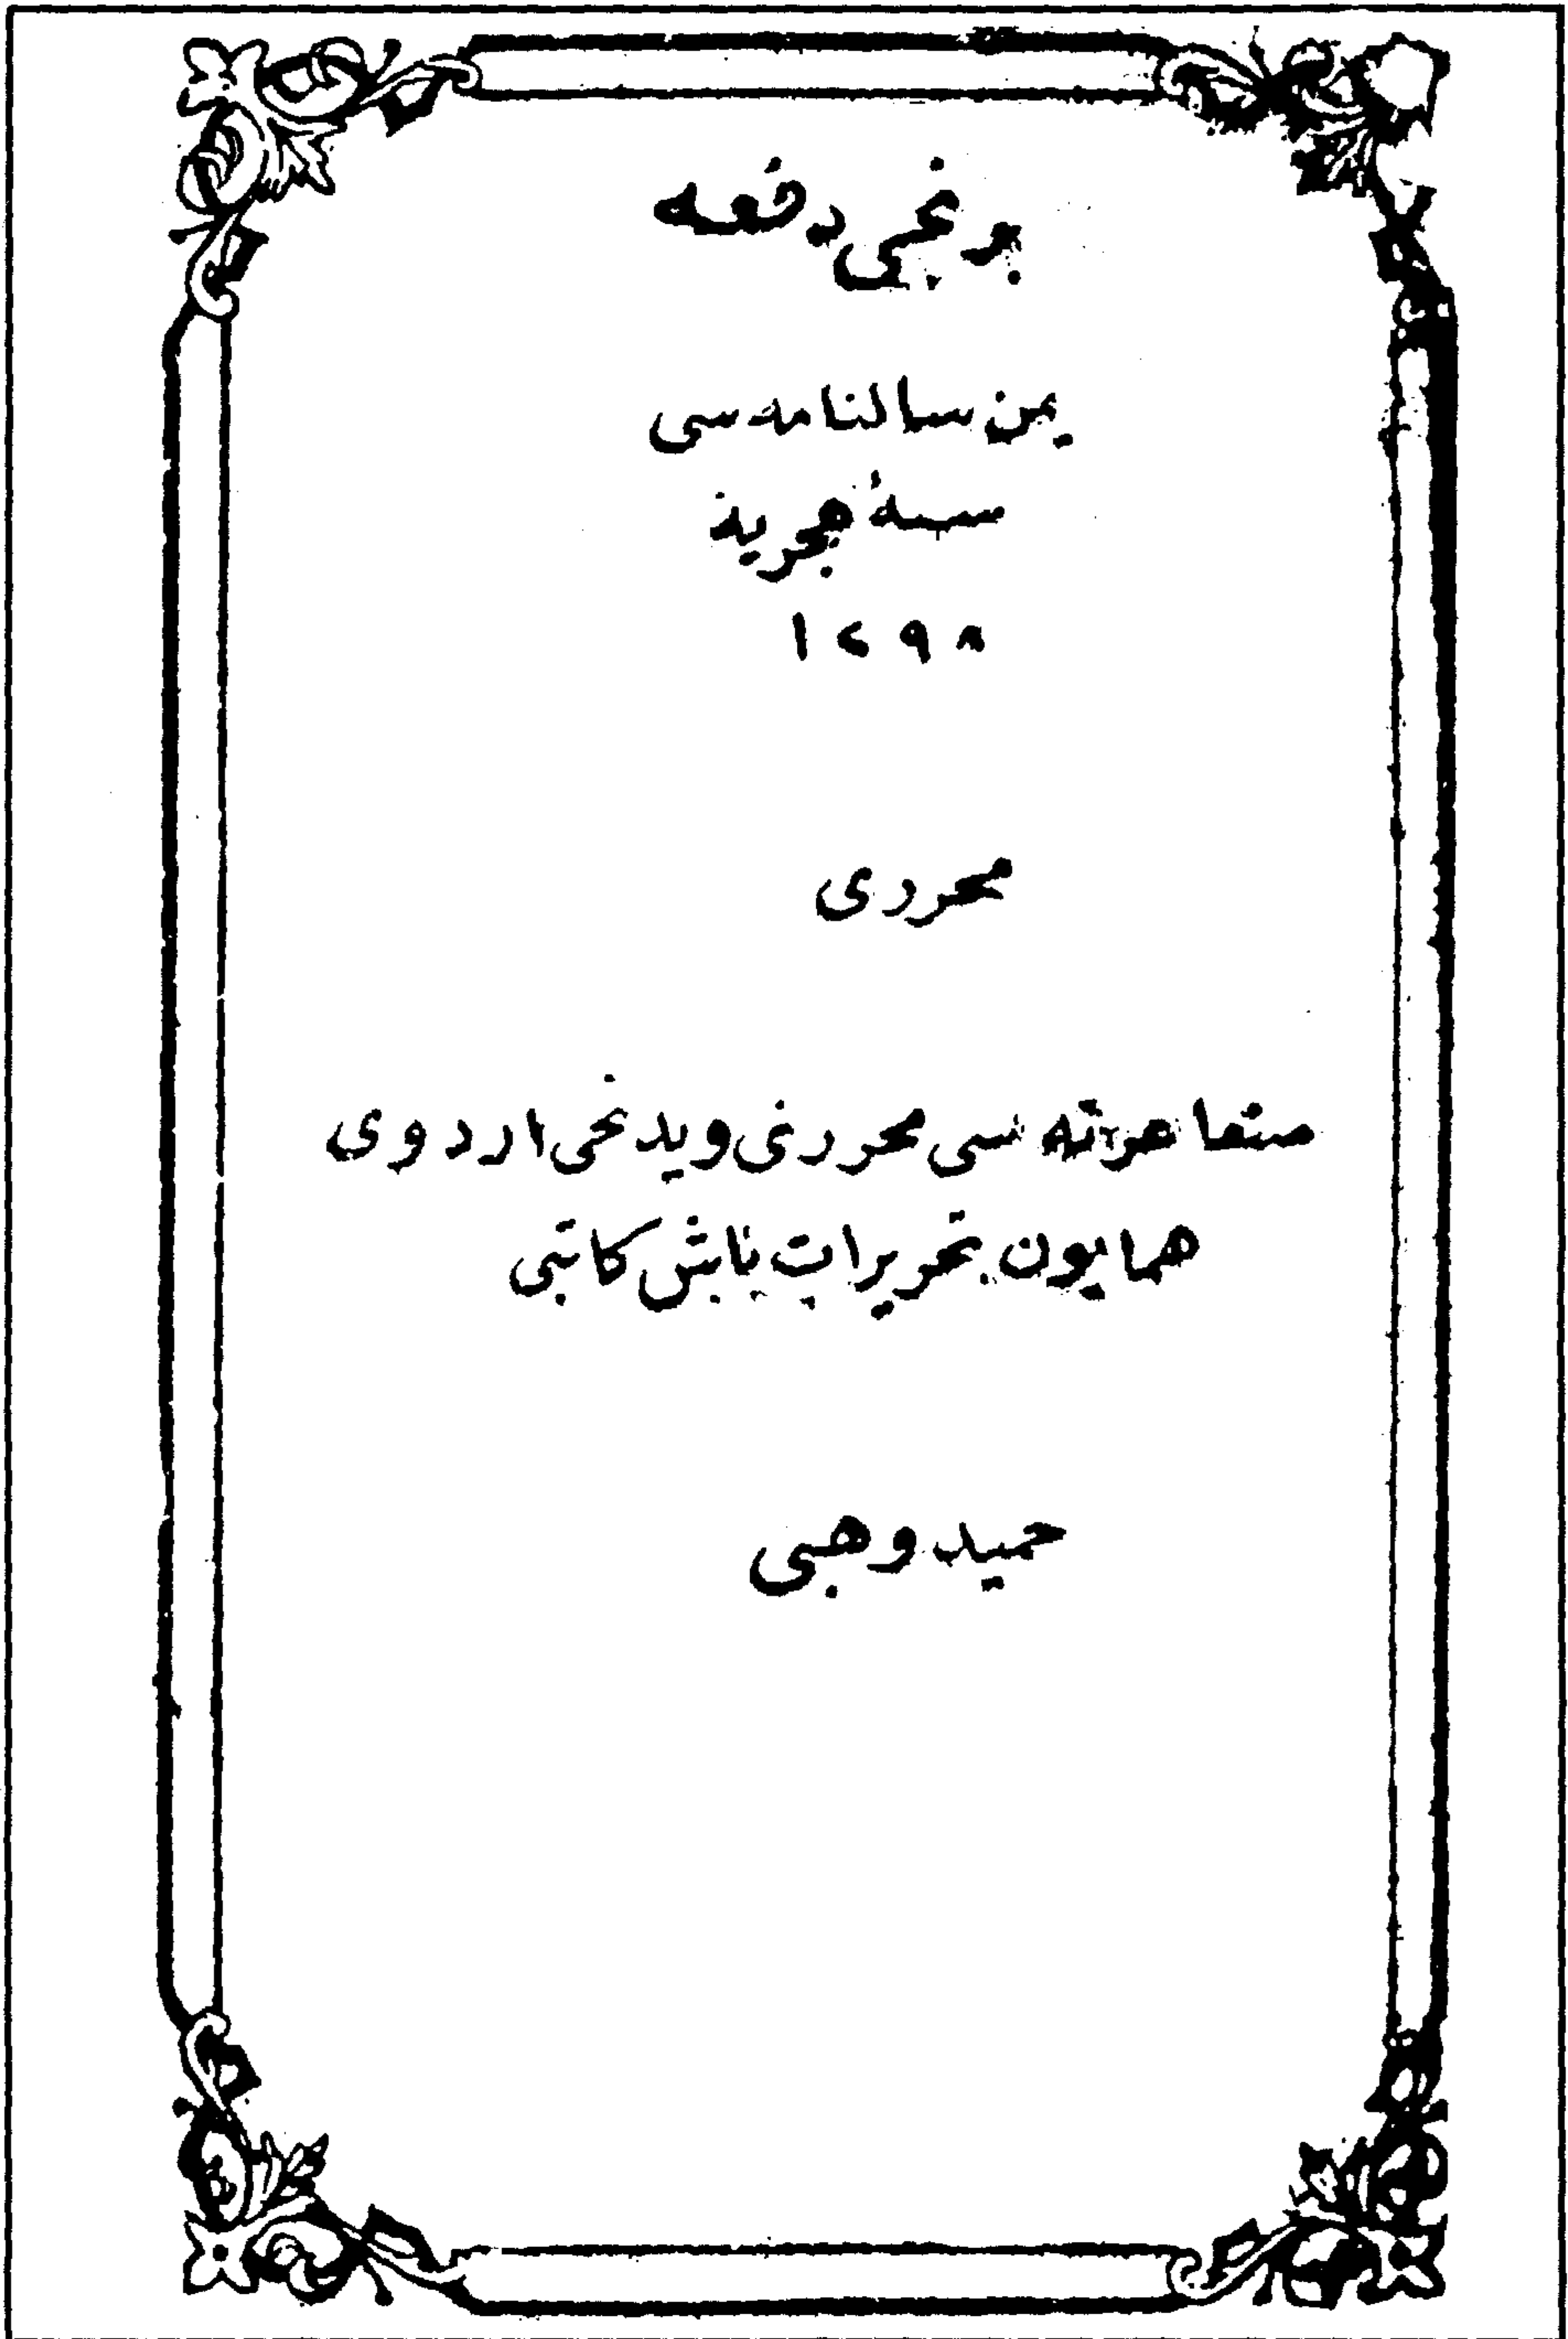 برنجی دفعه
یمن سالنامه سی
سنهٔ هجریه
۱۲۹۸
محرری
صنعا غزته سی محرری ویدنجی اردوی
همایون تحریرات باش کاتبی
حمید وهبی